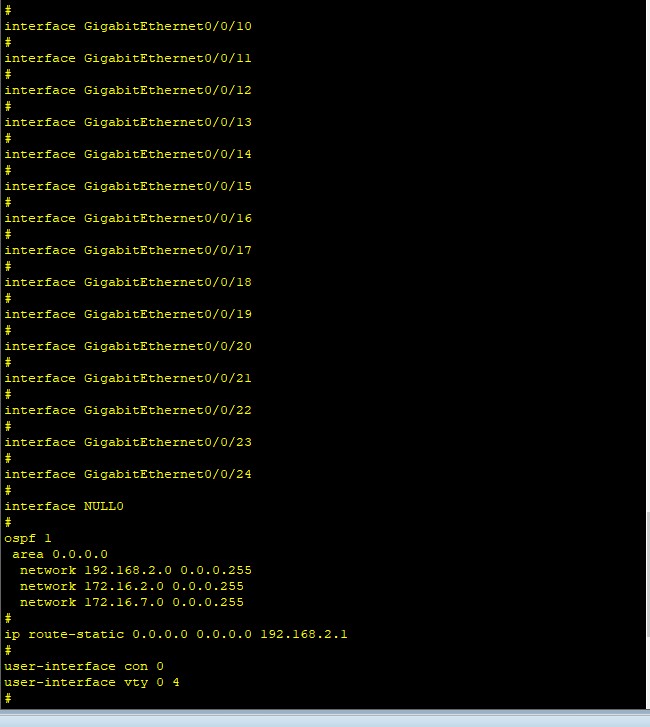 #
interface GigabitEthernet0/0/10
#
interface GigabitEthernet0/0/11
#
interface GigabitEthernet0/0/12
#
interface GigabitEthernet0/0/13
#
interface GigabitEthernet0/0/14
#
interface GigabitEthernet0/0/15
#
interface GigabitEthernet0/0/16
#
interface GigabitEthernet0/0/17
#
interface GigabitEthernet0/0/18
#
interface GigabitEthernet0/0/19
#
interface GigabitEthernet0/0/20
#
interface GigabitEthernet0/0/21
#
interface GigabitEthernet0/0/22
#
interface GigabitEthernet0/0/23
#
interface GigabitEthernet0/0/24
#
interface NULL0
#
ospf 1
 area 0.0.0.0
  network 192.168.2.0 0.0.0.255
  network 172.16.2.0 0.0.0.255
  network 172.16.7.0 0.0.0.255
#
ip route-static 0.0.0.0 0.0.0.0 192.168.2.1
#
user-interface con 0
user-interface vty 0 4
#